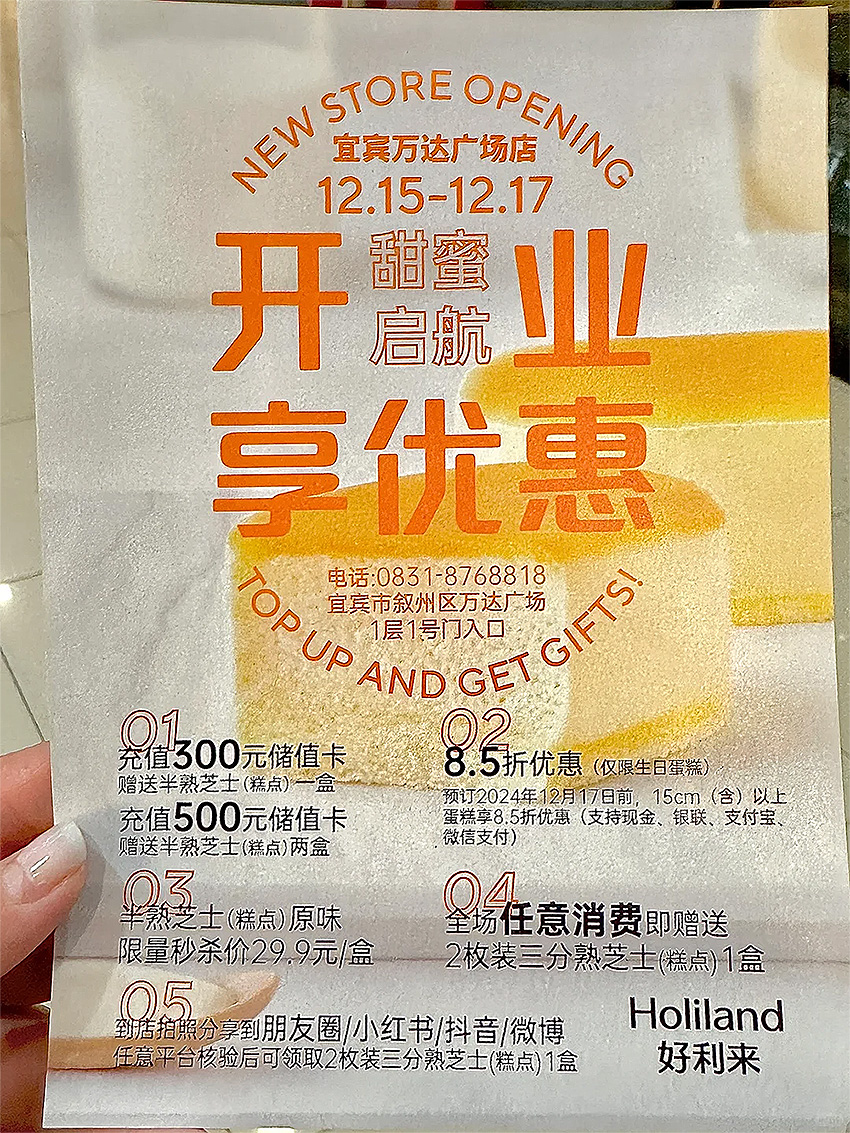 NEW STORE OPENING
宜宾万达广场店
12.15-12.17
开 甜蜜 业
启航
享优惠
电话:0831-8768818
宜宾市叙州区万达广场
1层1号门入口
TOP UP AND GET GIFTS!
01
充值300元储值卡
赠送半熟芝士(糕点)一盒
充值500元储值卡
赠送半熟芝士(糕点)两盒
02
8.5折优惠（仅限生日蛋糕）
预订2024年12月17日前，15cm（含）以上
蛋糕享8.5折优惠（支持现金、银联、支付宝、
微信支付）
03
半熟芝士(糕点)原味
限量秒杀价29.9元/盒
04
全场任意消费即赠送
2枚装三分熟芝士(糕点)1盒
05
到店拍照分享到朋友圈/小红书/抖音/微博
任意平台核验后可领取2枚装三分熟芝士(糕点)1盒
Holiland
好利来